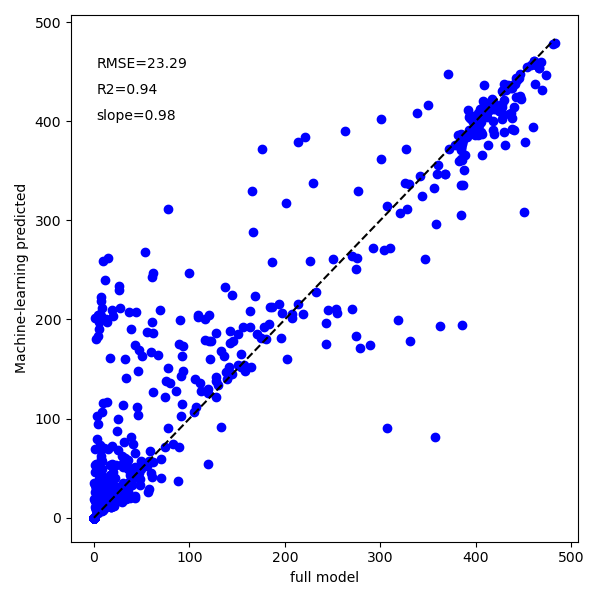 500
400
300
200
100
0
Machine-learning predicted
RMSE=23.29
R2=0.94
slope=0.98
0 100 200 300 400 500
full model